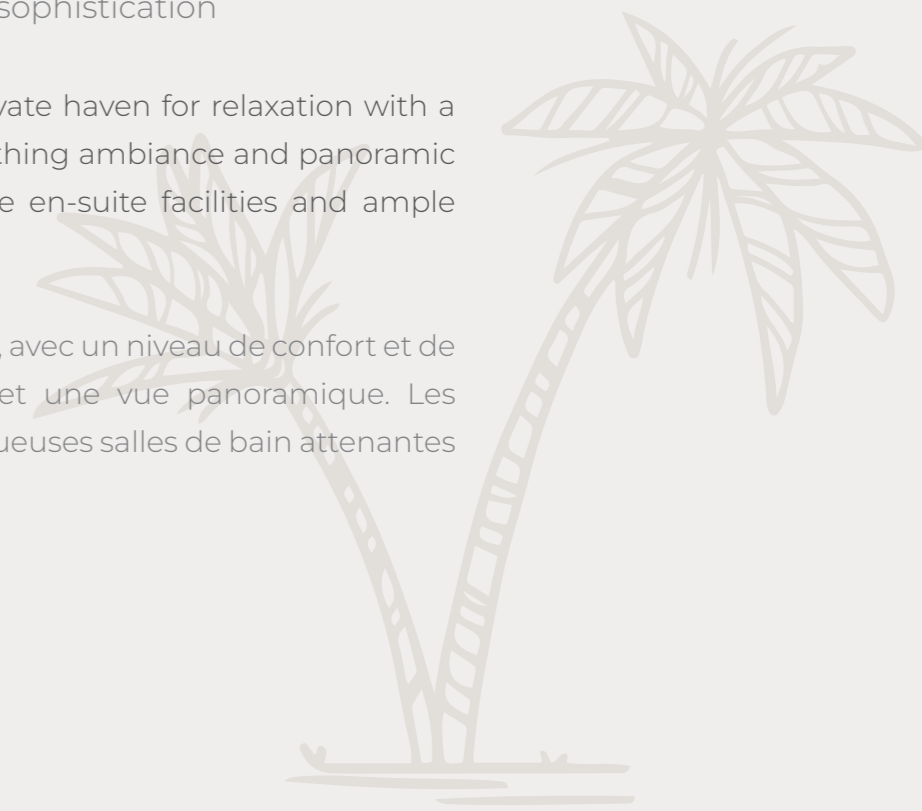 sophistication
vate haven for relaxation with a
thing ambiance and panoramic
e en-suite facilities and ample
, avec un niveau de confort et de
et une vue panoramique. Les
ueuses salles de bain attenantes